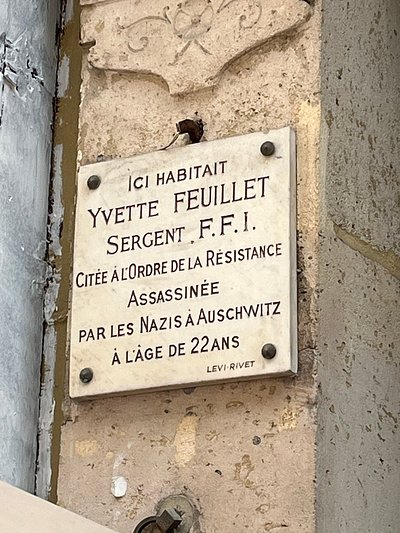 ICI HABITAIT
YVETTE FEUILLET
SERGENT F.F.I.
CITÉE À L'ORDRE DE LA RÉSISTANCE
ASSASSINÉE
PAR LES NAZIS À AUSCHWITZ
À L'ÂGE DE 22 ANS
LEVI-RIVET